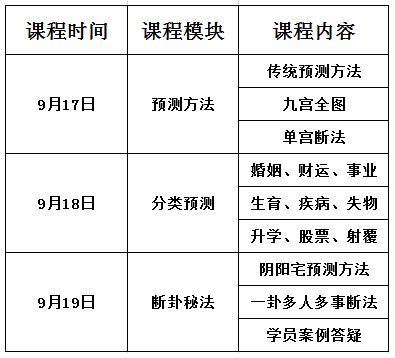 课程时间 课程模块 课程内容
传统预测方法
9月17日 预测方法 九宫全图
单宫断法
婚姻、财运、事业
9月18日 分类预测 生育、疾病、失物
升学、股票、射覆
阴阳宅预测方法
9月19日 断卦秘法 一卦多人多事断法
学员案例答疑